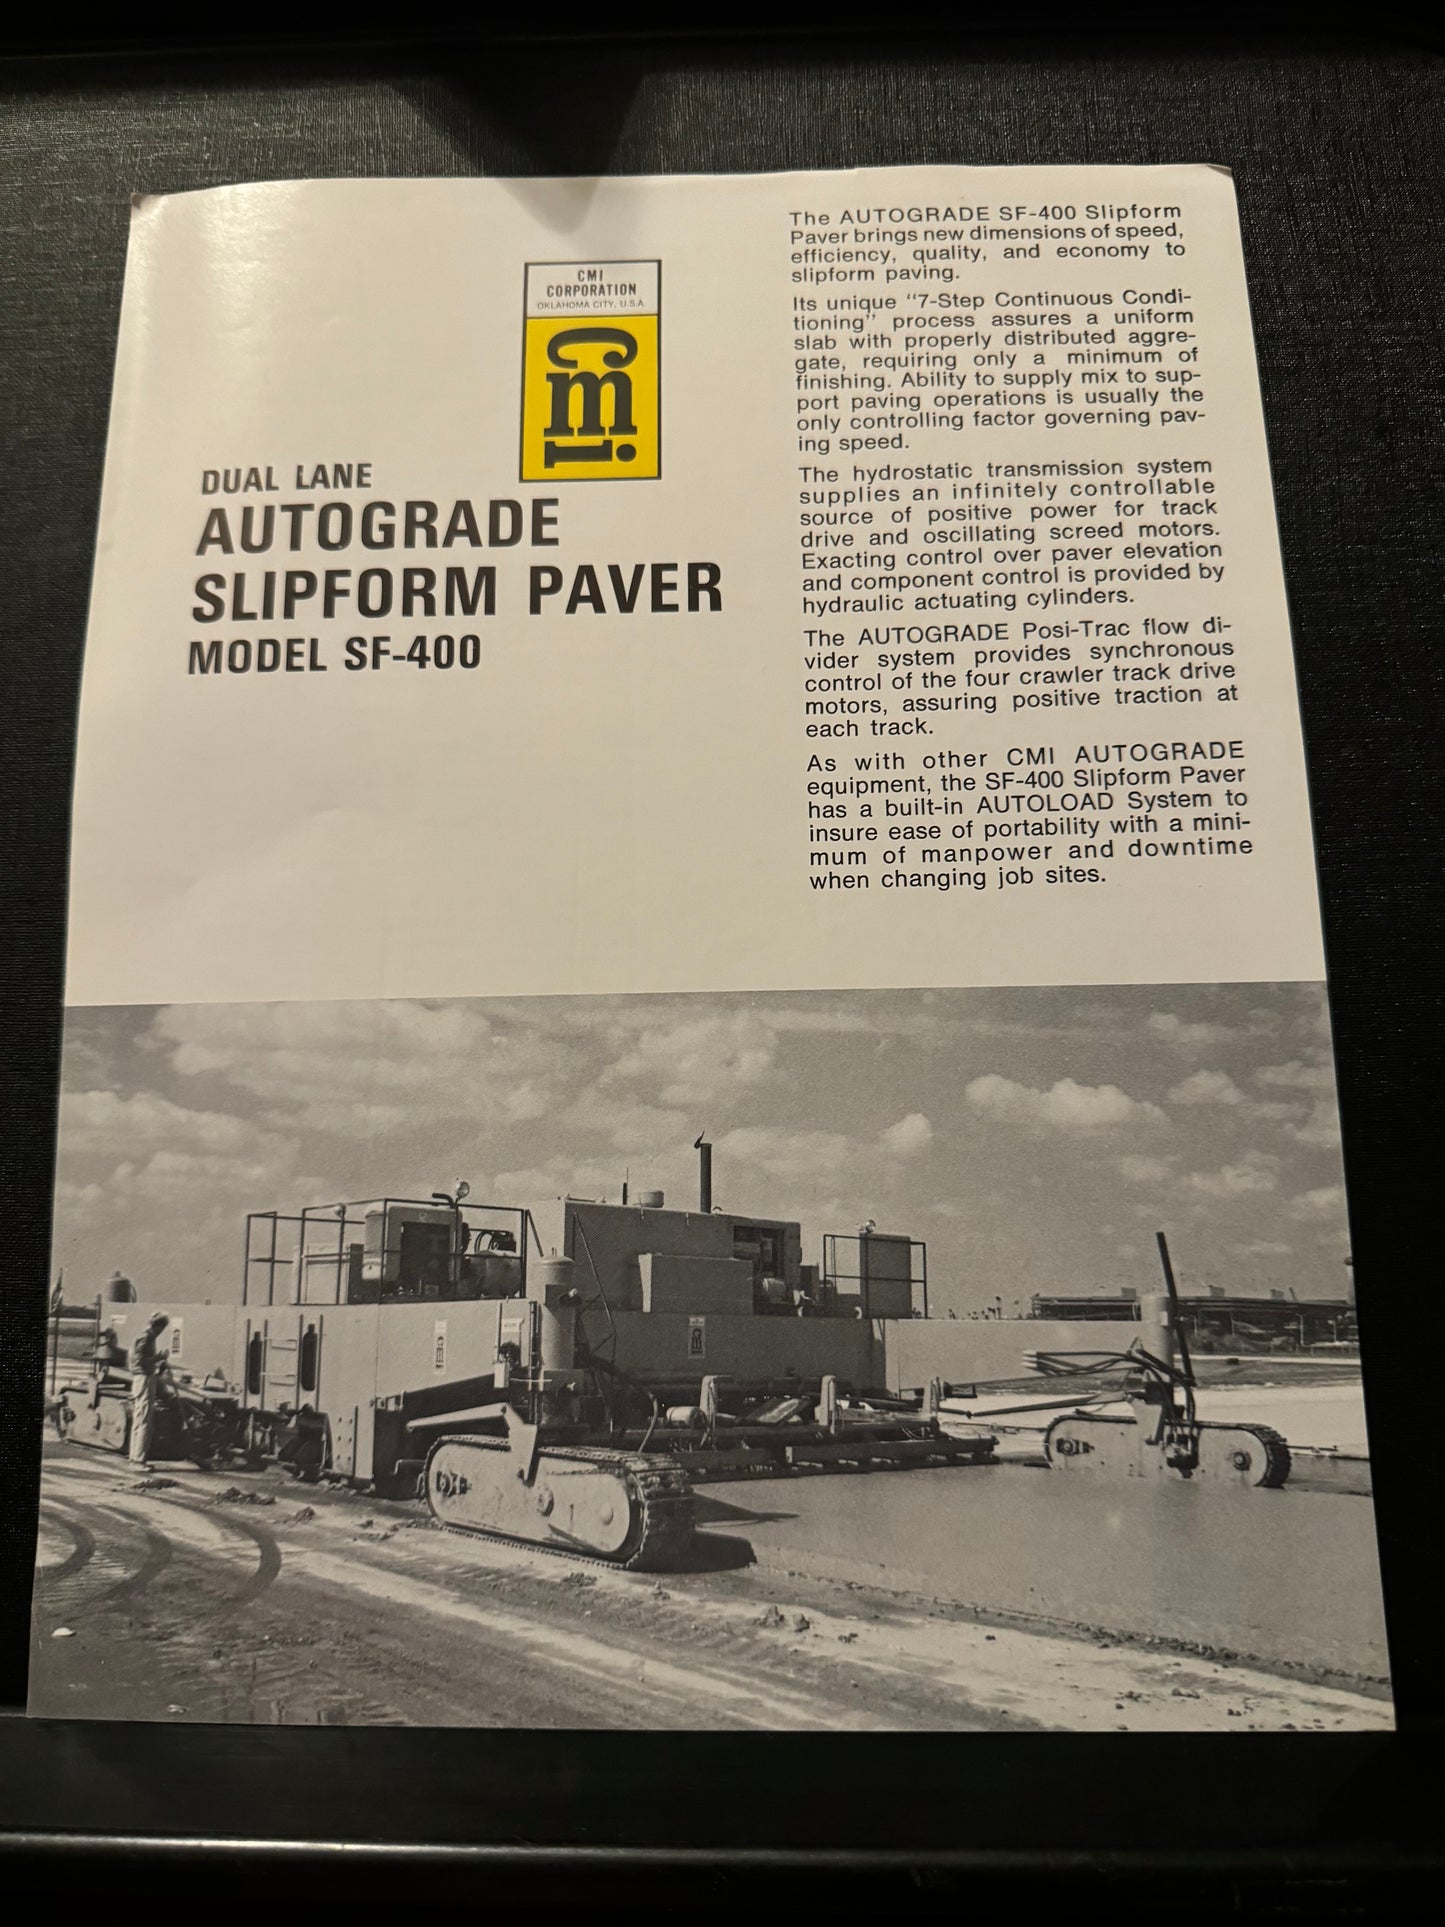 CMI
CORPORATION
OKLAHOMA CITY, U.S.A.
Cmi
DUAL LANE
AUTOGRADE
SLIPFORM PAVER
MODEL SF-400
The AUTOGRADE SF-400 Slipform
Paver brings new dimensions of speed,
efficiency, quality, and economy to
slipform paving.
Its unique “7-Step Continuous Condi-
tioning” process assures a uniform
slab with properly distributed aggre-
gate, requiring only a minimum of
finishing. Ability to supply mix to sup-
port paving operations is usually the
only controlling factor governing pav-
ing speed.
The hydrostatic transmission system
supplies an infinitely controllable
source of positive power for track
drive and oscillating screed motors.
Exacting control over paver elevation
and component control is provided by
hydraulic actuating cylinders.
The AUTOGRADE Posi-Trac flow di-
vider system provides synchronous
control of the four crawler track drive
motors, assuring positive traction at
each track.
As with other CMI AUTOGRADE
equipment, the SF-400 Slipform Paver
has a built-in AUTOLOAD System to
insure ease of portability with a mini-
mum of manpower and downtime
when changing job sites.